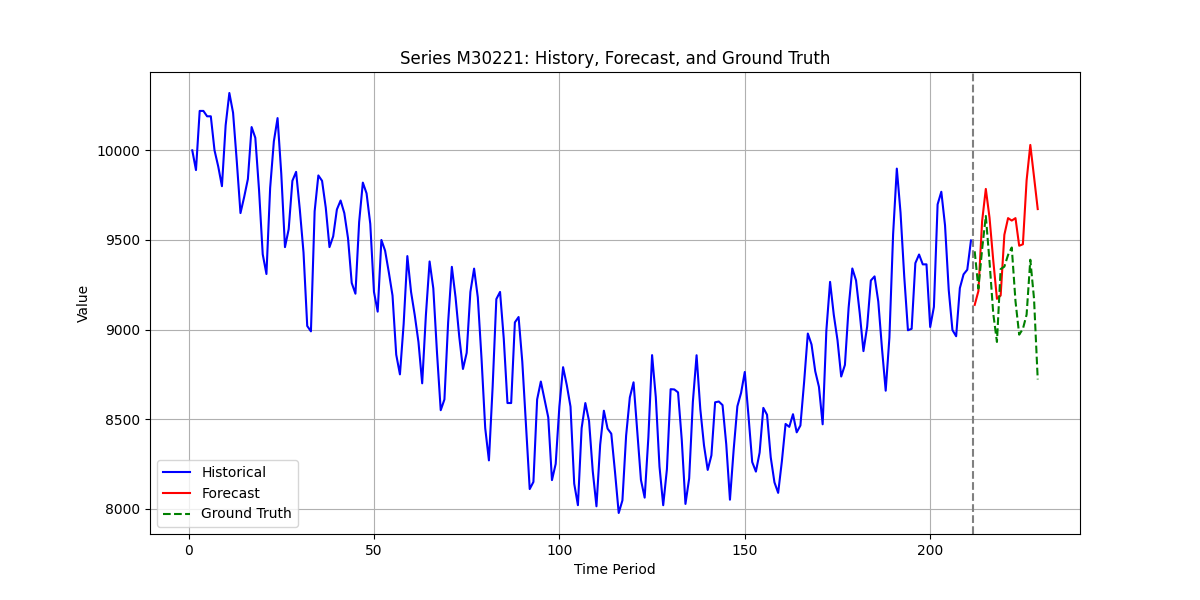 Series M30221: History, Forecast, and Ground Truth
Value
10000
9500
9000
8500
8000
Historical
Forecast
Ground Truth
0
50
100
150
200
Time Period